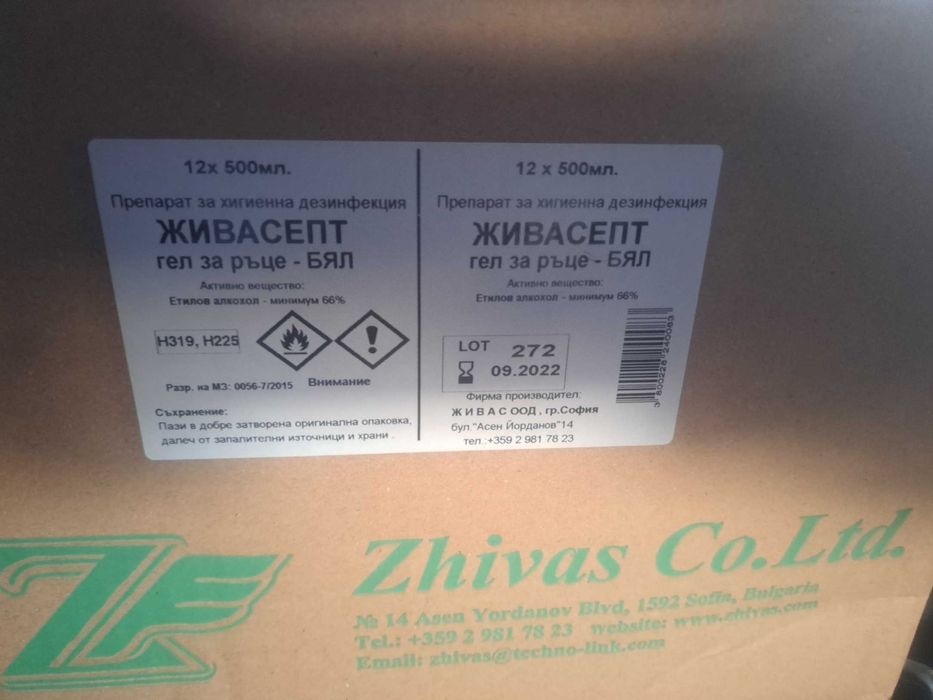 12x 500мл.
Препарат за хигиенна дезинфекция
ЖИВАСЕПТ
гел за ръце - БЯЛ
Активно вещество:
Етилов алкохол - минимум 66%
H319, H225
Разр. на МЗ: 0056-7/2015
Внимание
Съхранение:
Пази в добре затворена оригинална опаковка,
далеч от запалителни източници и храни .
12 x 500мл.
Препарат за хигиенна дезинфекция
ЖИВАСЕПТ
гел за ръце - БЯЛ
Активно вещество:
Етилов алкохол - минимум 66%
LOT 272
09.2022
Фирма производител:
Ж И В А С ООД , гр.София
бул."Асен Йорданов"14
тел.:+359 2 981 78 23
3 800228 240083
ZF
Zhivas Co.Ltd.
№ 14 Asen Yordanov Blvd, 1592 Sofia, Bulgaria
Tel.: +359 2 981 78 23 website: www.zhivas.com
Email: zhivas@techno-link.com